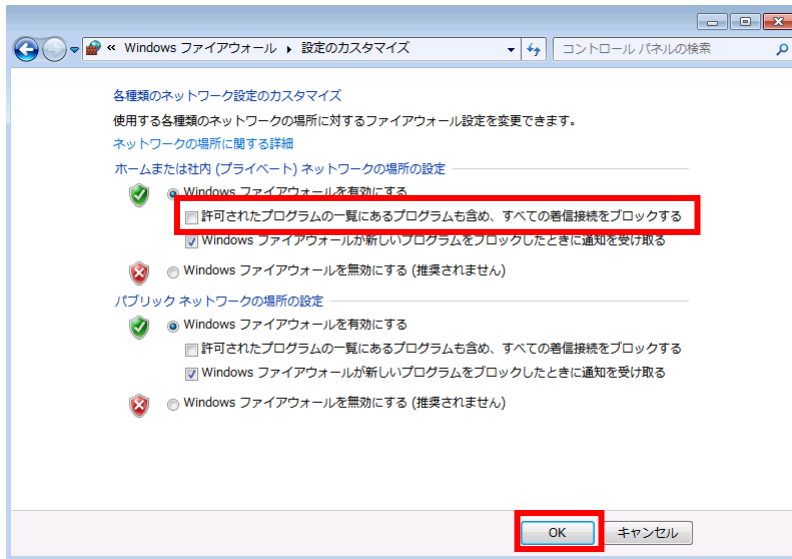 « Windows ファイアウォール ▸ 設定のカスタマイズ
コントロール パネルの検索
各種類のネットワーク設定のカスタマイズ
使用する各種類のネットワークの場所に対するファイアウォール設定を変更できます。
ネットワークの場所に関する詳細
ホームまたは社内 (プライベート) ネットワークの場所の設定
Windows ファイアウォールを有効にする
許可されたプログラムの一覧にあるプログラムも含め、すべての着信接続をブロックする
Windows ファイアウォールが新しいプログラムをブロックしたときに通知を受け取る
Windows ファイアウォールを無効にする (推奨されません)
パブリック ネットワークの場所の設定
Windows ファイアウォールを有効にする
許可されたプログラムの一覧にあるプログラムも含め、すべての着信接続をブロックする
Windows ファイアウォールが新しいプログラムをブロックしたときに通知を受け取る
Windows ファイアウォールを無効にする (推奨されません)
OK
キャンセル